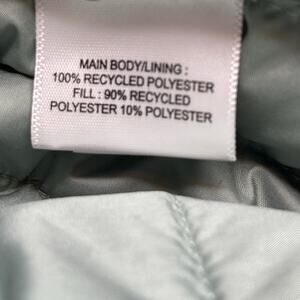 MAIN BODY/LINING :
100% RECYCLED POLYESTER
FILL : 90% RECYCLED
POLYESTER 10% POLYESTER